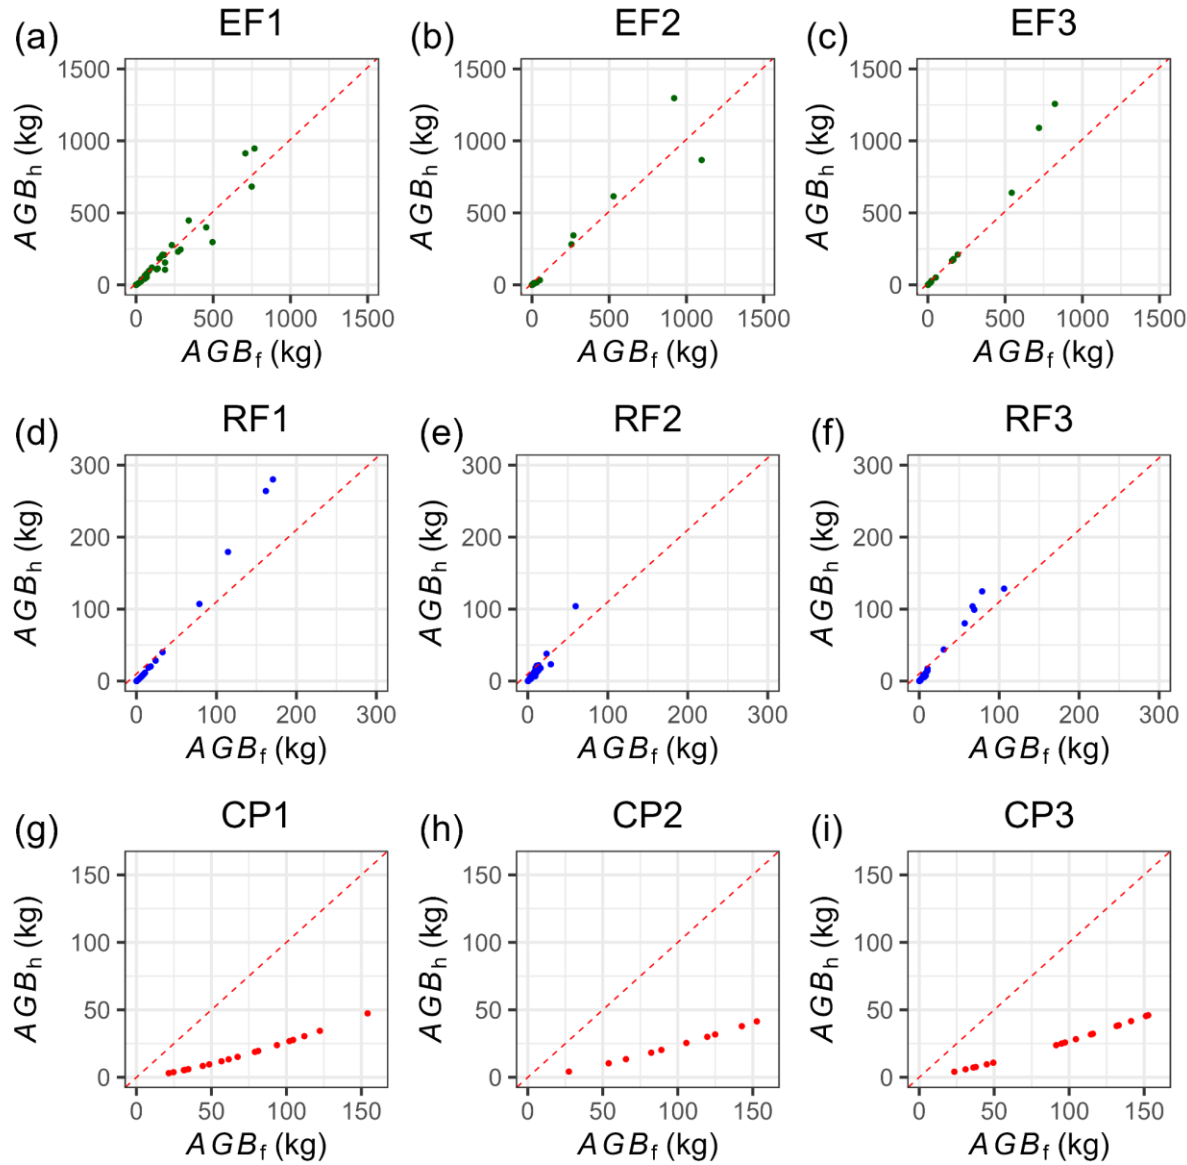 (a) EF1 (b) EF2 (c) EF3
1500 1500 1500
1000 1000 1000
500 500 500
0 0 0
AGBh (kg) AGBh (kg) AGBh (kg)
0 500 1000 1500 0 500 1000 1500 0 500 1000 1500
AGBf (kg) AGBf (kg) AGBf (kg)
(d) RF1 (e) RF2 (f) RF3
300 300 300
200 200 200
100 100 100
0 0 0
AGBh (kg) AGBh (kg) AGBh (kg)
0 100 200 300 0 100 200 300 0 100 200 300
AGBf (kg) AGBf (kg) AGBf (kg)
(g) CP1 (h) CP2 (i) CP3
150 150 150
100 100 100
50 50 50
0 0 0
AGBh (kg) AGBh (kg) AGBh (kg)
0 50 100 150 0 50 100 150 0 50 100 150
AGBf (kg) AGBf (kg) AGBf (kg)